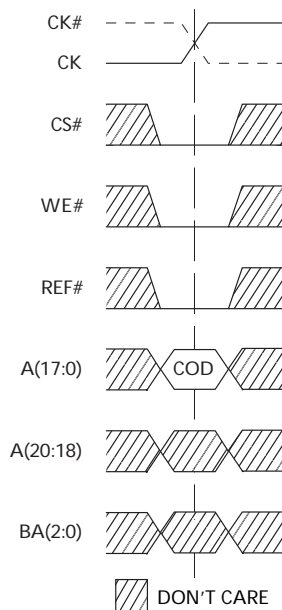 CK#
CK
CS#
WE#
REF#
A(17:0)
COD
A(20:18)
BA(2:0)
DON'T CARE